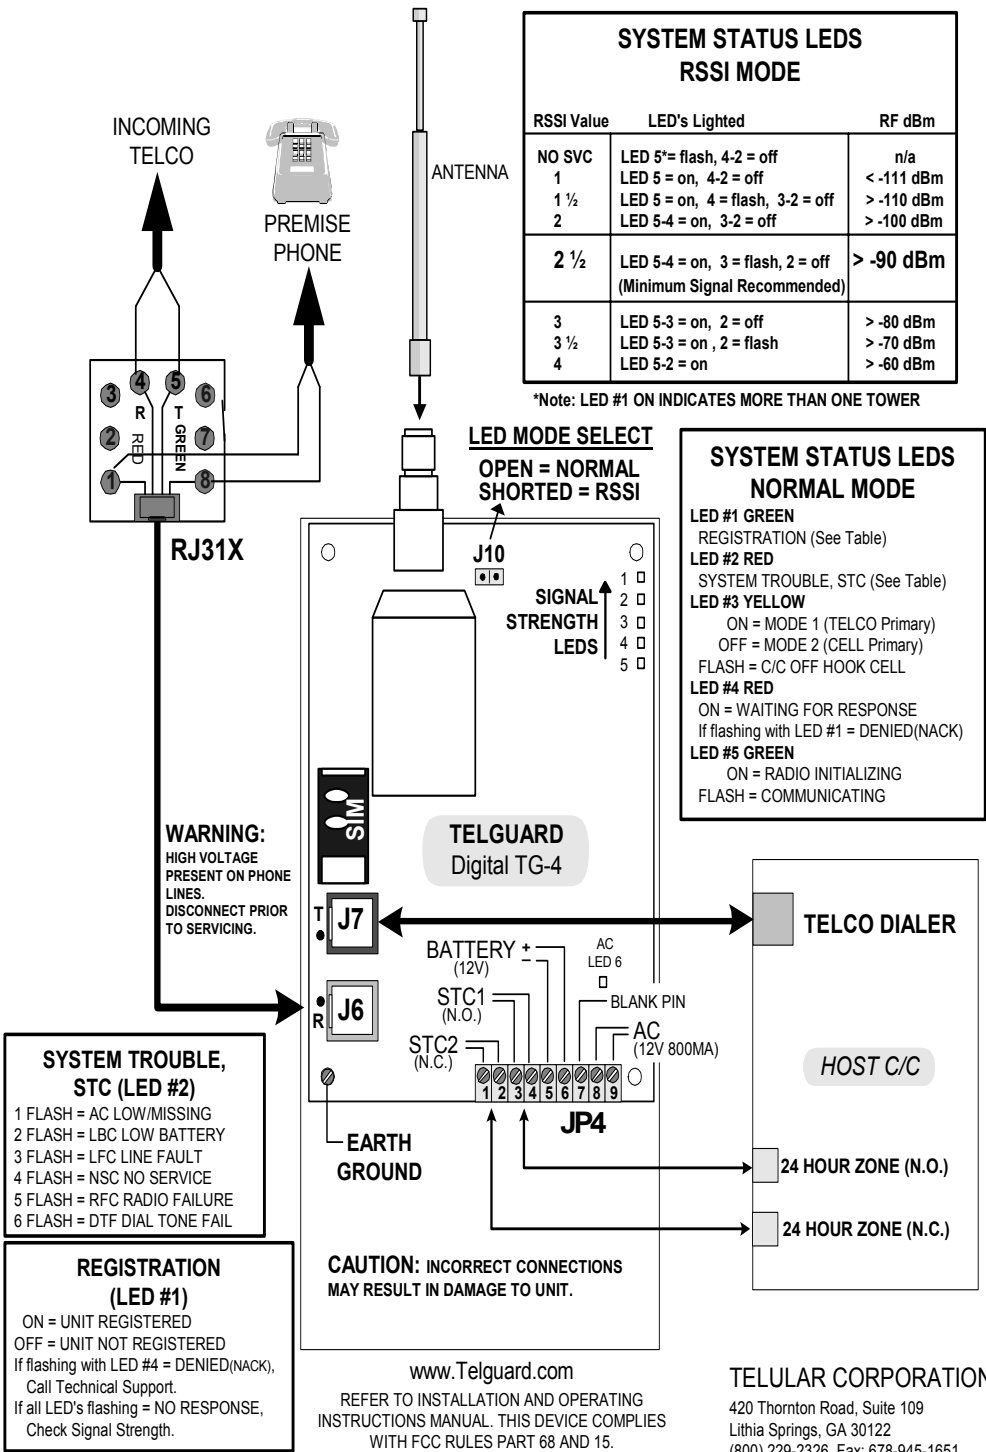 SYSTEM STATUS LEDS
RSSI MODE
RSSI Value LED's Lighted RF dBm
NO SVC LED 5*= flash, 4-2 = off n/a
1 LED 5 = on, 4-2 = off < -111 dBm
1 ½ LED 5 = on, 4 = flash, 3-2 = off > -110 dBm
2 LED 5-4 = on, 3-2 = off > -100 dBm
2 ½ LED 5-4 = on, 3 = flash, 2 = off > -90 dBm
(Minimum Signal Recommended)
3 LED 5-3 = on, 2 = off > -80 dBm
3 ½ LED 5-3 = on , 2 = flash > -70 dBm
4 LED 5-2 = on > -60 dBm
*Note: LED #1 ON INDICATES MORE THAN ONE TOWER
INCOMING
TELCO
PREMISE
PHONE
ANTENNA
4 5
3 6
R T
2 RED GREEN 7
1 8
RJ31X
LED MODE SELECT
OPEN = NORMAL
SHORTED = RSSI
J10
SIGNAL
STRENGTH
LEDS
1
2
3
4
5
SYSTEM STATUS LEDS
NORMAL MODE
LED #1 GREEN
REGISTRATION (See Table)
LED #2 RED
SYSTEM TROUBLE, STC (See Table)
LED #3 YELLOW
ON = MODE 1 (TELCO Primary)
OFF = MODE 2 (CELL Primary)
FLASH = C/C OFF HOOK CELL
LED #4 RED
ON = WAITING FOR RESPONSE
If flashing with LED #1 = DENIED(NACK)
LED #5 GREEN
ON = RADIO INITIALIZING
FLASH = COMMUNICATING
SIM
TELGUARD
Digital TG-4
WARNING:
HIGH VOLTAGE
PRESENT ON PHONE
LINES.
DISCONNECT PRIOR
TO SERVICING.
T J7
R J6
TELCO DIALER
BATTERY + –
(12V)
AC
LED 6
STC1
(N.O.)
BLANK PIN
STC2
(N.C.)
AC
(12V 800MA)
1 2 3 4 5 6 7 8 9
JP4
HOST C/C
EARTH
GROUND
24 HOUR ZONE (N.O.)
24 HOUR ZONE (N.C.)
SYSTEM TROUBLE,
STC (LED #2)
1 FLASH = AC LOW/MISSING
2 FLASH = LBC LOW BATTERY
3 FLASH = LFC LINE FAULT
4 FLASH = NSC NO SERVICE
5 FLASH = RFC RADIO FAILURE
6 FLASH = DTF DIAL TONE FAIL
REGISTRATION
(LED #1)
ON = UNIT REGISTERED
OFF = UNIT NOT REGISTERED
If flashing with LED #4 = DENIED(NACK),
Call Technical Support.
If all LED's flashing = NO RESPONSE,
Check Signal Strength.
CAUTION: INCORRECT CONNECTIONS
MAY RESULT IN DAMAGE TO UNIT.
www.Telguard.com
REFER TO INSTALLATION AND OPERATING
INSTRUCTIONS MANUAL. THIS DEVICE COMPLIES
WITH FCC RULES PART 68 AND 15.
TELULAR CORPORATION
420 Thornton Road, Suite 109
Lithia Springs, GA 30122
(800) 229-2326 Fax: 678-945-1651